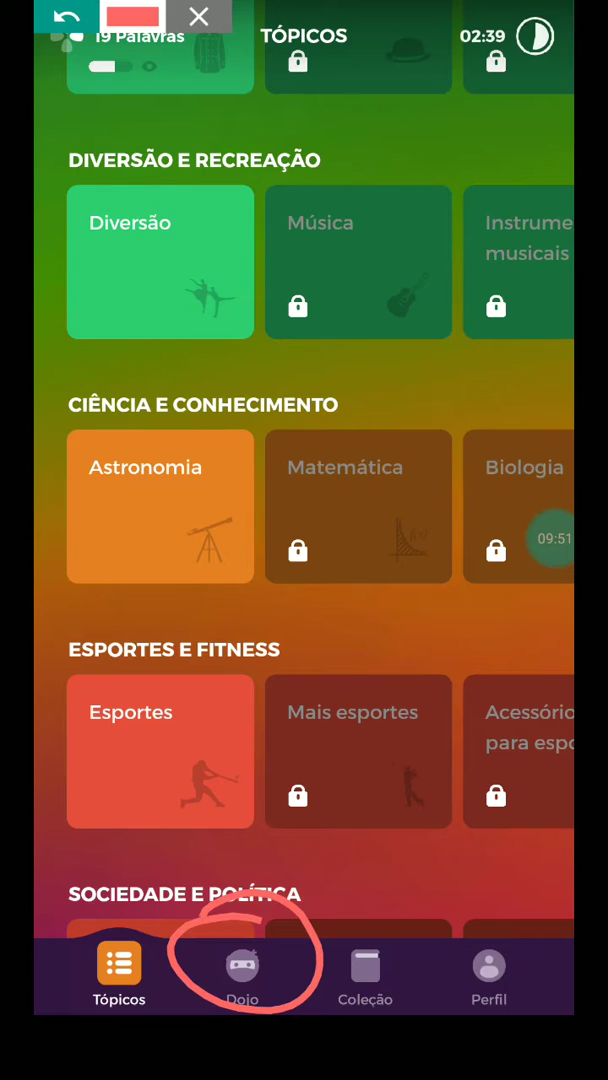 19 Palavras
TÓPICOS
02:39
DIVERSÃO E RECREAÇÃO
Diversão
Música
Instrume
musicais
CIÊNCIA E CONHECIMENTO
Astronomia
Matemática
Biologia
09:51
ESPORTES E FITNESS
Esportes
Mais esportes
Acessório
para espo
SOCIEDADE E POLÍTICA
Tópicos
Dojo
Coleção
Perfil